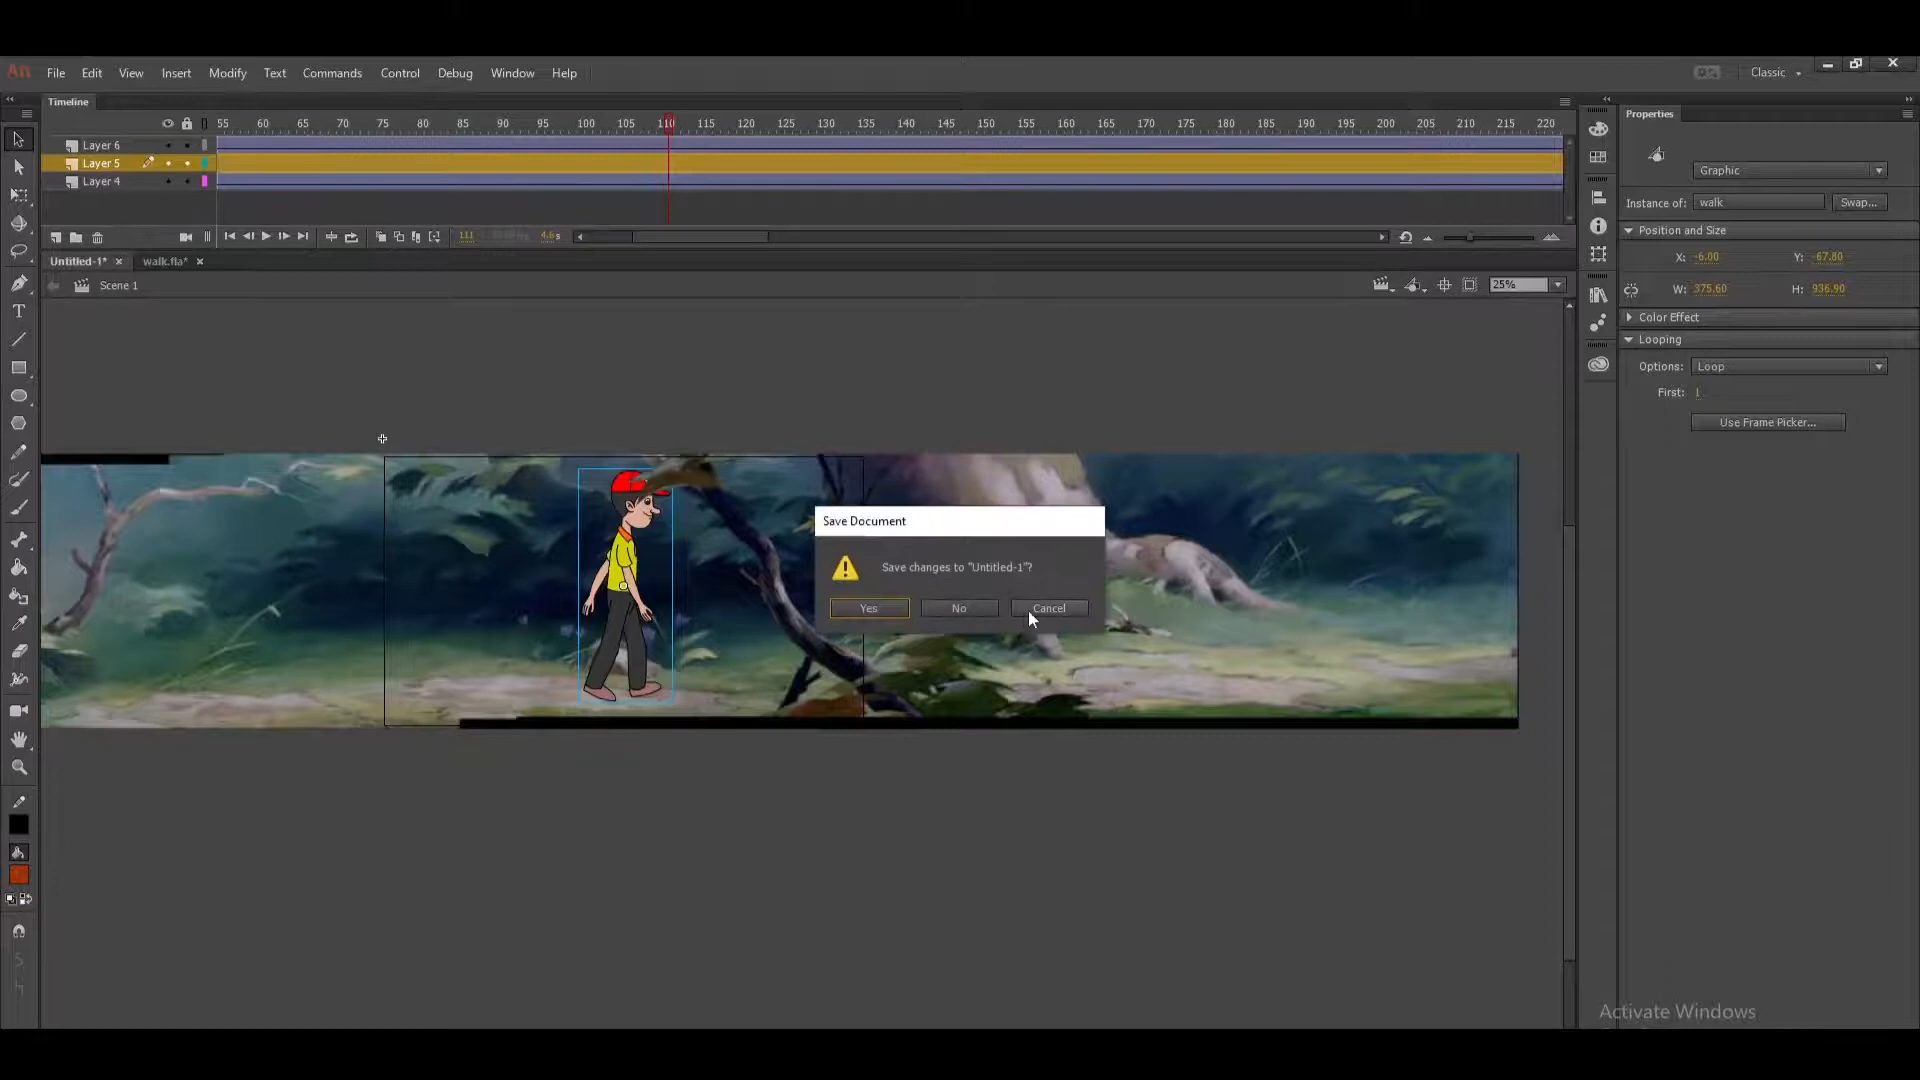 An File Edit View Insert Modify Text Commands Control Debug Window Help Classic
Timeline
55 60 65 70 75 80 85 90 95 100 105 110 115 120 125 130 135 140 145 150 155 160 165 170 175 180 185 190 195 200 205 210 215 220
Layer 6
Layer 5
Layer 4
111 4.6s
Untitled-1* walk.fla*
Scene 1
25%
Properties
Graphic
Instance of: walk Swap...
Position and Size
X: -6.00 Y: -67.80
W: 375.60 H: 936.90
Color Effect
Looping
Options: Loop
First: 1
Use Frame Picker...
Save Document
Save changes to "Untitled-1"?
Yes No Cancel
Activate Windows